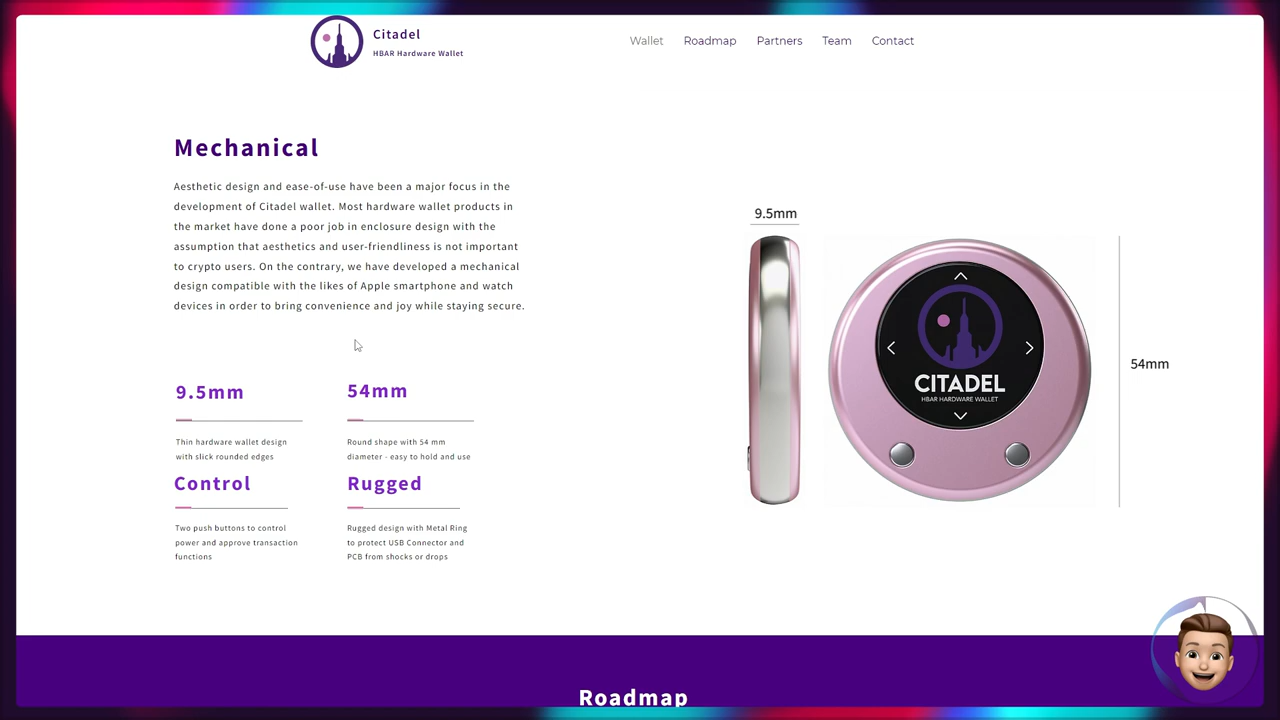 Citadel
HBAR Hardware Wallet
Wallet Roadmap Partners Team Contact
Mechanical
Aesthetic design and ease-of-use have been a major focus in the
development of Citadel wallet. Most hardware wallet products in
the market have done a poor job in enclosure design with the
assumption that aesthetics and user-friendliness is not important
to crypto users. On the contrary, we have developed a mechanical
design compatible with the likes of Apple smartphone and watch
devices in order to bring convenience and joy while staying secure.
9.5mm
Thin hardware wallet design
with slick rounded edges
54mm
Round shape with 54 mm
diameter - easy to hold and use
Control
Two push buttons to control
power and approve transaction
functions
Rugged
Rugged design with Metal Ring
to protect USB Connector and
PCB from shocks or drops
9.5mm
CITADEL
HBAR HARDWARE WALLET
54mm
Roadmap